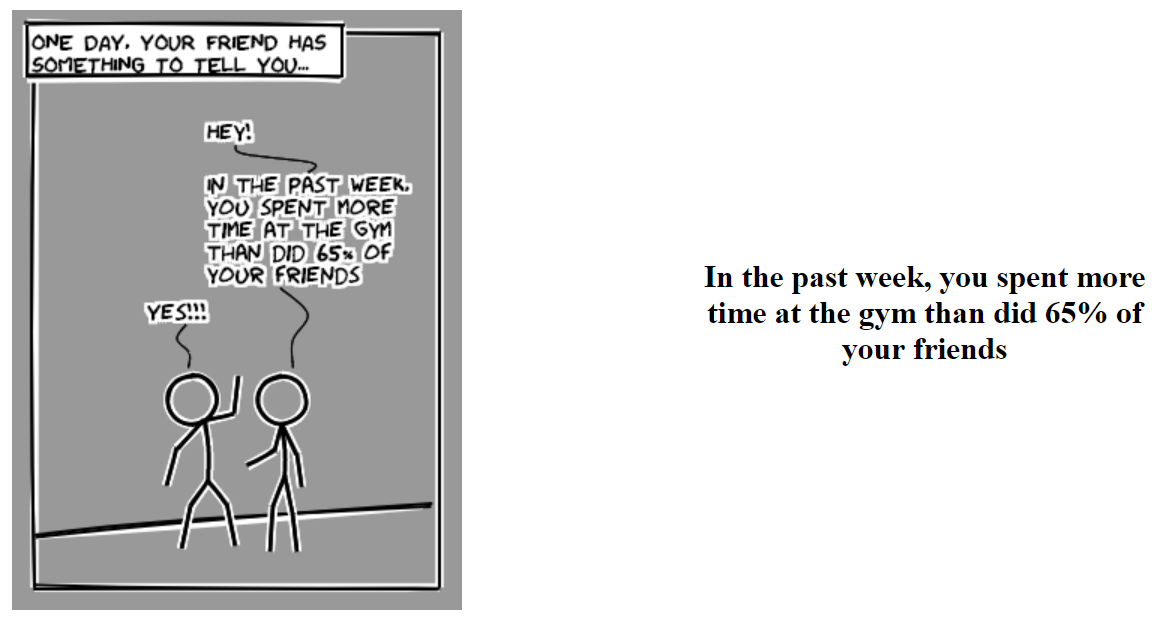 ONE DAY, YOUR FRIEND HAS
SOMETHING TO TELL YOU...
HEY!
IN THE PAST WEEK,
YOU SPENT MORE
TIME AT THE GYM
THAN DID 65% OF
YOUR FRIENDS
YES!!!
In the past week, you spent more
time at the gym than did 65% of
your friends